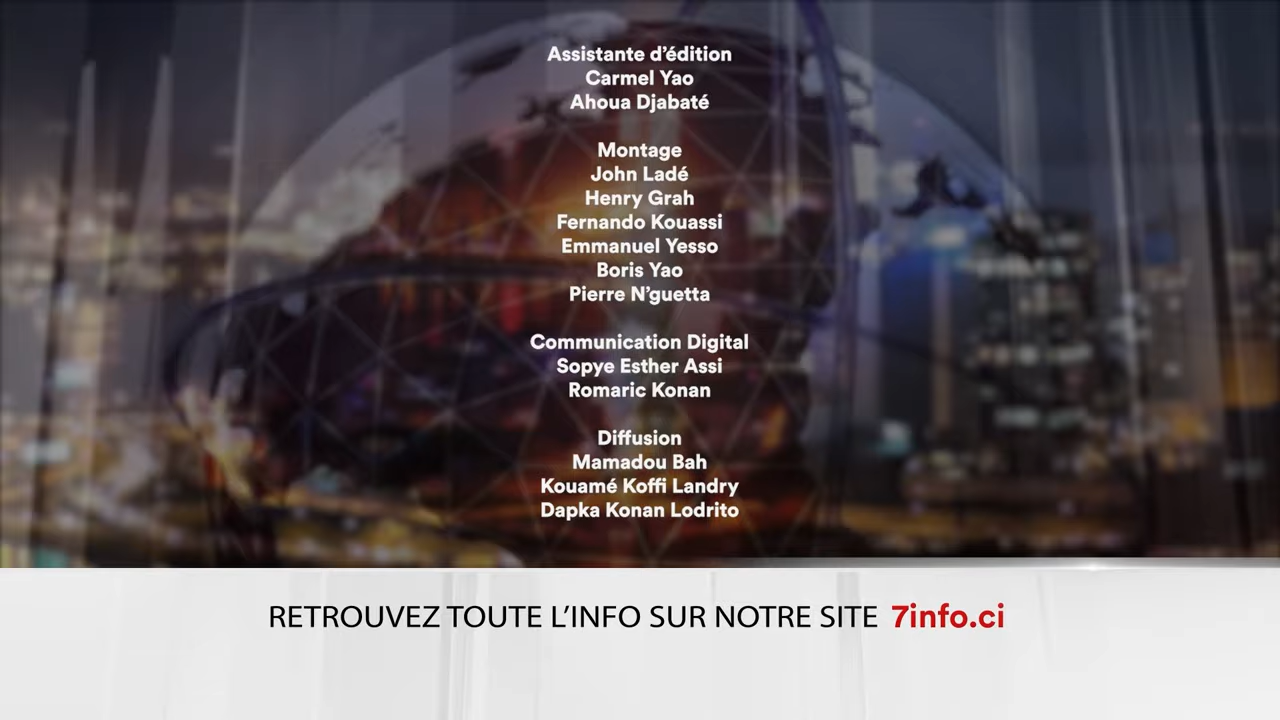 Assistante d’édition
Carmel Yao
Ahoua Djabaté
Montage
John Ladé
Henry Grah
Fernando Kouassi
Emmanuel Yesso
Boris Yao
Pierre N’guetta
Communication Digital
Sopye Esther Assi
Romaric Konan
Diffusion
Mamadou Bah
Kouamé Koffi Landry
Dapka Konan Lodrito
RETROUVEZ TOUTE L’INFO SUR NOTRE SITE 7info.ci